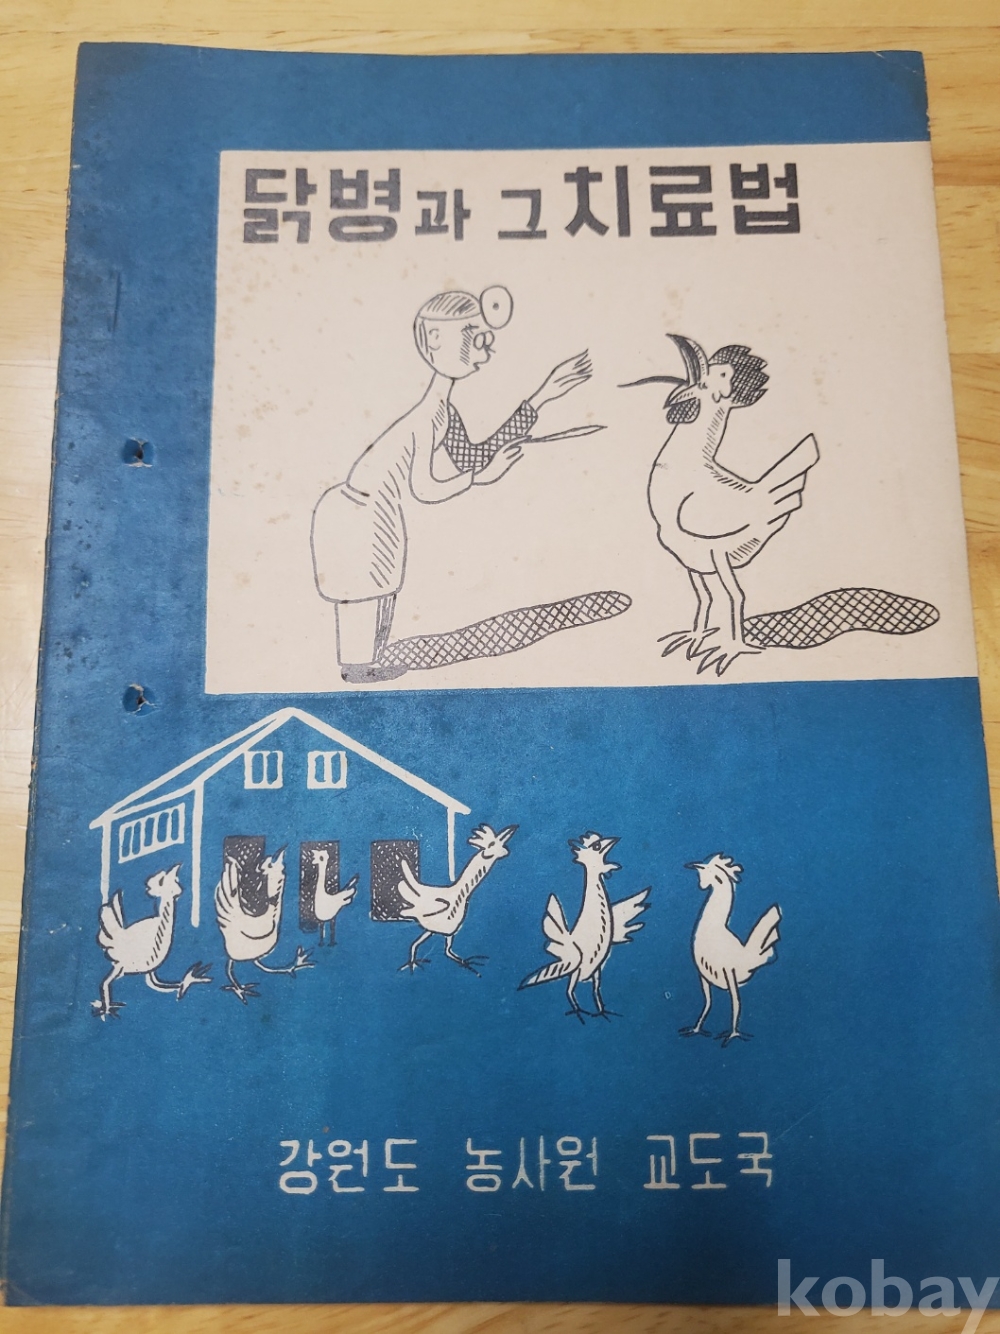 닭병과 그 치료법
강원도 농사원 교도국
kobay